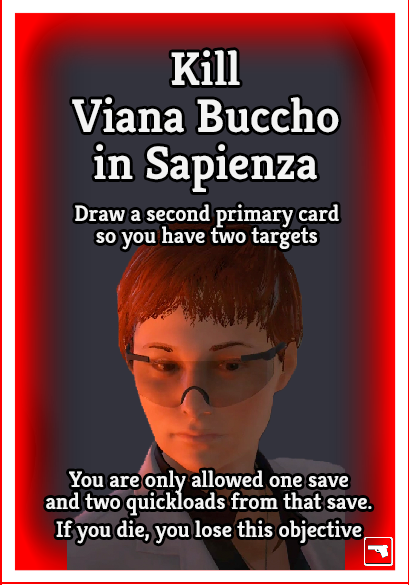 Kill
Viana Buccho
in Sapienza
Draw a second primary card
so you have two targets
You are only allowed one save
and two quickloads from that save.
If you die, you lose this objective